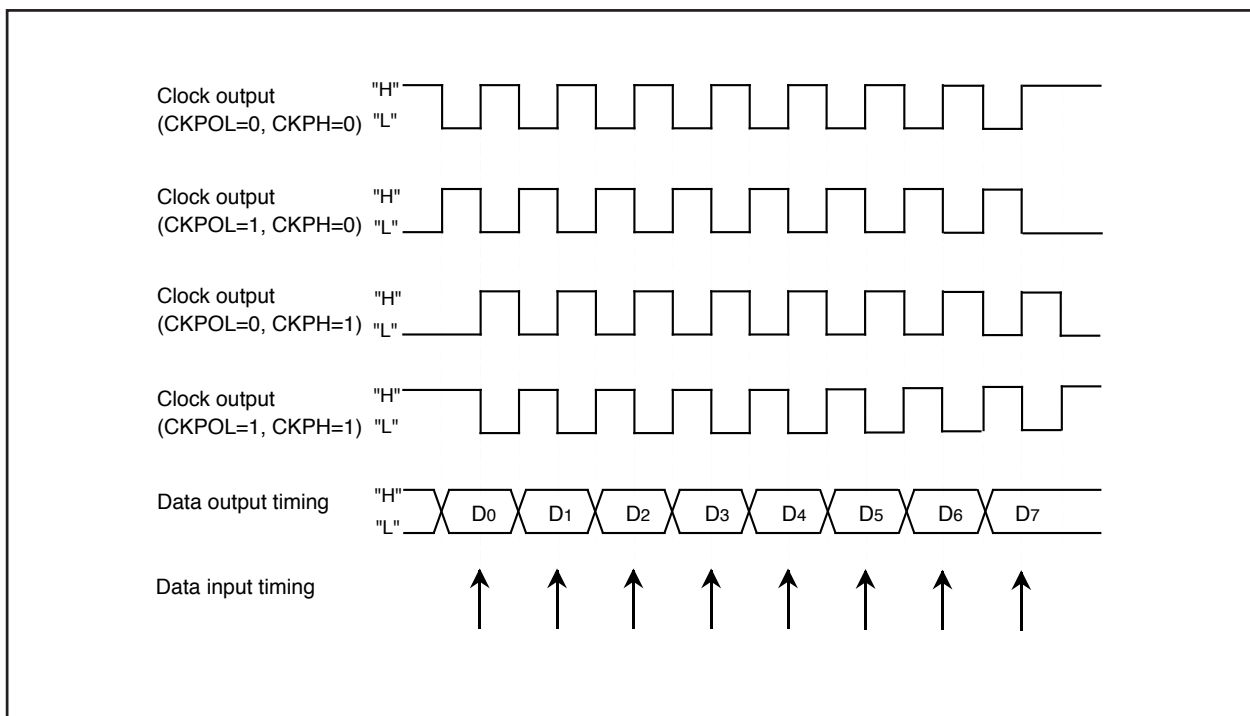 Clock output "H"
(CKPOL=0, CKPH=0) "L"
Clock output "H"
(CKPOL=1, CKPH=0) "L"
Clock output "H"
(CKPOL=0, CKPH=1) "L"
Clock output "H"
(CKPOL=1, CKPH=1) "L"
Data output timing "H" D0 D1 D2 D3 D4 D5 D6 D7
"L"
Data input timing